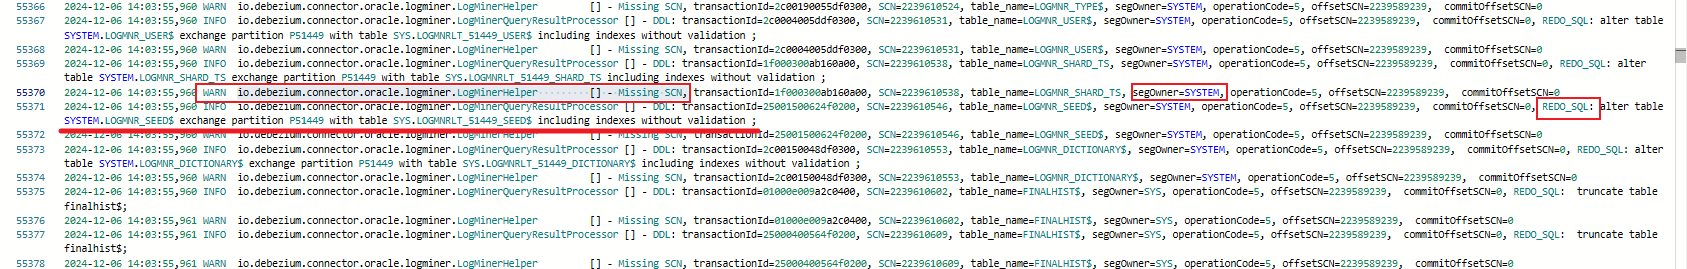 55366 2024-12-06 14:03:55,960 WARN io.debezium.connector.oracle.logminer.LogMinerHelper [] - Missing SCN, transactionId=2c00190055df0300, SCN=2239610524, table_name=LOGMNR_TYPE$, segOwner=SYSTEM, operationCode=5, offsetSCN=2239589239, commitOffsetSCN=0
55367 2024-12-06 14:03:55,960 INFO io.debezium.connector.oracle.logminer.LogMinerQueryResultProcessor [] - DDL: transactionId=2c0004005ddf0300, SCN=2239610531, table_name=LOGMNR_USER$, segOwner=SYSTEM, operationCode=5, offsetSCN=2239589239, commitOffsetSCN=0, REDO_SQL: alter table
SYSTEM.LOGMNR_USER$ exchange partition P51449 with table SYS.LOGMNRLT_51449_USER$ including indexes without validation ;
55368 2024-12-06 14:03:55,960 WARN io.debezium.connector.oracle.logminer.LogMinerHelper [] - Missing SCN, transactionId=2c0004005ddf0300, SCN=2239610531, table_name=LOGMNR_USER$, segOwner=SYSTEM, operationCode=5, offsetSCN=2239589239, commitOffsetSCN=0
55369 2024-12-06 14:03:55,960 INFO io.debezium.connector.oracle.logminer.LogMinerQueryResultProcessor [] - DDL: transactionId=1f000300ab160a00, SCN=2239610538, table_name=LOGMNR_SHARD_TS, segOwner=SYSTEM, operationCode=5, offsetSCN=2239589239, commitOffsetSCN=0, REDO_SQL: alter
table SYSTEM.LOGMNR_SHARD_TS exchange partition P51449 with table SYS.LOGMNRLT_51449_SHARD_TS including indexes without validation ;
55370 2024-12-06 14:03:55,960 WARN io.debezium.connector.oracle.logminer.LogMinerHelper [] - Missing SCN, transactionId=1f000300ab160a00, SCN=2239610538, table_name=LOGMNR_SHARD_TS, segOwner=SYSTEM, operationCode=5, offsetSCN=2239589239, commitOffsetSCN=0
55371 2024-12-06 14:03:55,960 INFO io.debezium.connector.oracle.logminer.LogMinerQueryResultProcessor [] - DDL: transactionId=25001500624f0200, SCN=2239610546, table_name=LOGMNR_SEED$, segOwner=SYSTEM, operationCode=5, offsetSCN=2239589239, commitOffsetSCN=0, REDO_SQL: alter table
SYSTEM.LOGMNR_SEED$ exchange partition P51449 with table SYS.LOGMNRLT_51449_SEED$ including indexes without validation ;
55372 2024-12-06 14:03:55,960 WARN io.debezium.connector.oracle.logminer.LogMinerHelper [] - Missing SCN, transactionId=25001500624f0200, SCN=2239610546, table_name=LOGMNR_SEED$, segOwner=SYSTEM, operationCode=5, offsetSCN=2239589239, commitOffsetSCN=0
55373 2024-12-06 14:03:55,960 INFO io.debezium.connector.oracle.logminer.LogMinerQueryResultProcessor [] - DDL: transactionId=2c00150048df0300, SCN=2239610553, table_name=LOGMNR_DICTIONARY$, segOwner=SYSTEM, operationCode=5, offsetSCN=2239589239, commitOffsetSCN=0, REDO_SQL: alter
table SYSTEM.LOGMNR_DICTIONARY$ exchange partition P51449 with table SYS.LOGMNRLT_51449_DICTIONARY$ including indexes without validation ;
55374 2024-12-06 14:03:55,960 WARN io.debezium.connector.oracle.logminer.LogMinerHelper [] - Missing SCN, transactionId=2c00150048df0300, SCN=2239610553, table_name=LOGMNR_DICTIONARY$, segOwner=SYSTEM, operationCode=5, offsetSCN=2239589239, commitOffsetSCN=0
55375 2024-12-06 14:03:55,960 INFO io.debezium.connector.oracle.logminer.LogMinerQueryResultProcessor [] - DDL: transactionId=01000e009a2c0400, SCN=2239610602, table_name=FINALHIST$, segOwner=SYS, operationCode=5, offsetSCN=2239589239, commitOffsetSCN=0, REDO_SQL: truncate table
finalhist$;
55376 2024-12-06 14:03:55,961 WARN io.debezium.connector.oracle.logminer.LogMinerHelper [] - Missing SCN, transactionId=01000e009a2c0400, SCN=2239610602, table_name=FINALHIST$, segOwner=SYS, operationCode=5, offsetSCN=2239589239, commitOffsetSCN=0
55377 2024-12-06 14:03:55,961 INFO io.debezium.connector.oracle.logminer.LogMinerQueryResultProcessor [] - DDL: transactionId=25000400564f0200, SCN=2239610609, table_name=FINALHIST$, segOwner=SYS, operationCode=5, offsetSCN=2239589239, commitOffsetSCN=0, REDO_SQL: truncate table
finalhist$;
55378 2024-12-06 14:03:55,961 WARN io.debezium.connector.oracle.logminer.LogMinerHelper [] - Missing SCN, transactionId=25000400564f0200, SCN=2239610609, table_name=FINALHIST$, segOwner=SYS, operationCode=5, offsetSCN=2239589239, commitOffsetSCN=0